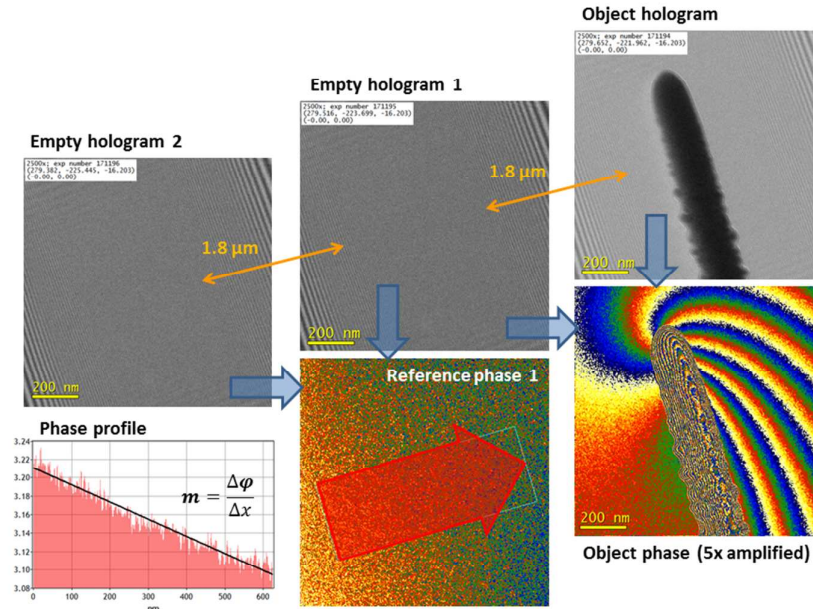 Object hologram
2500x; exp number 171194
(279.652, -221.962, -16.203)
(-0.00, 0.00)
Empty hologram 1
2500x; exp number 171195
(279.516, -223.699, -16.203)
(-0.00, 0.00)
Empty hologram 2
2500x; exp number 171196
(279.382, -225.445, -16.203)
(-0.00, 0.00)
1.8 µm
1.8 µm
200 nm
200 nm
200 nm
Reference phase 1
Phase profile
3.24
3.22
3.20
3.18
3.16
3.14
3.12
3.10
3.08
m = Δφ/Δx
0 100 200 300 400 500 600
nm
200 nm
Object phase (5x amplified)